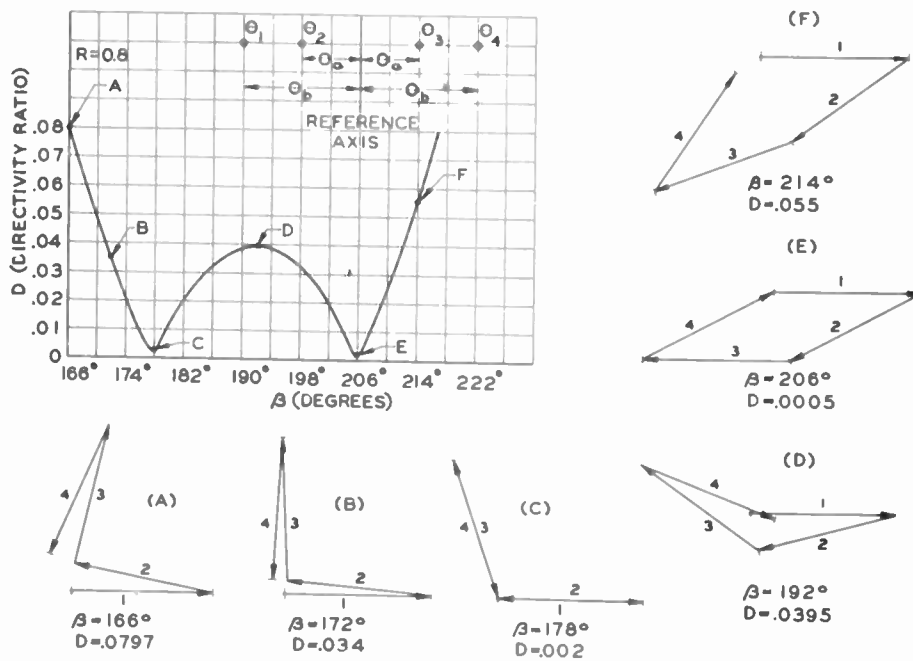 R=0.8
Θ1 Θ2 Θ3 Θ4
Θa Θa
Θb Θb
REFERENCE
AXIS
A
B
C
D
E
F
D (DIRECTIVITY RATIO)
.08
.07
.06
.05
.04
.03
.02
.01
0
166° 174° 182° 190° 198° 206° 214° 222°
β (DEGREES)
(F)
1
2
3
4
β=214°
D=.055
(E)
1
2
3
4
β=206°
D=.0005
(D)
4
1
3
2
β=192°
D=.0395
(A)
4
3
2
1
β=166°
D=.0797
(B)
4
3
2
1
β=172°
D=.034
(C)
4
3
2
1
β=178°
D=.002